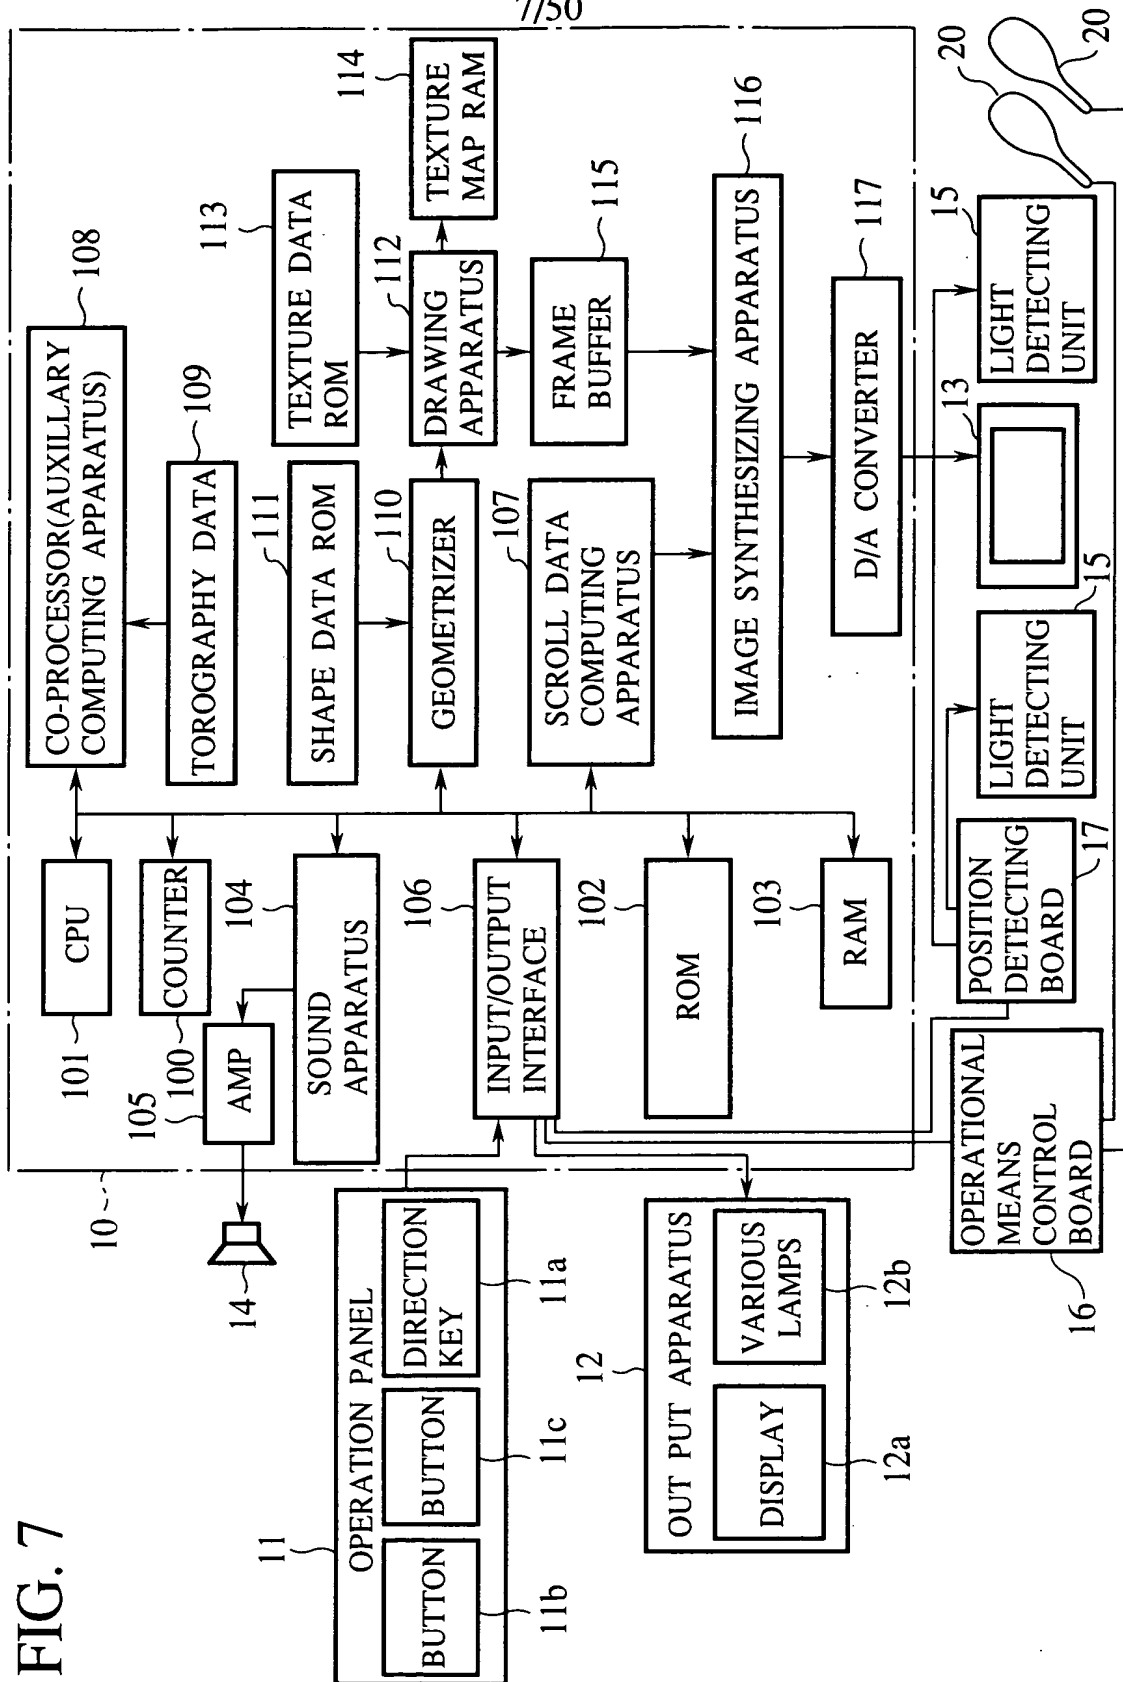 7/50
FIG. 7
CO-PROCESSOR(AUXILLARY
COMPUTING APPARATUS)
108
TOROGRAPHY DATA
109
SHAPE DATA ROM
111
TEXTURE DATA
ROM
113
GEOMETRIZER
110
DRAWING
APPARATUS
112
TEXTURE
MAP RAM
114
SCROLL DATA
COMPUTING
APPARATUS
107
FRAME
BUFFER
115
IMAGE SYNTHESIZING APPARATUS
116
D/A CONVERTER
117
CPU
101
COUNTER
100
AMP
105
SOUND
APPARATUS
104
INPUT/OUTPUT
INTERFACE
106
ROM
102
RAM
103
10
14
OPERATION PANEL
11
BUTTON
11b
BUTTON
11c
DIRECTION
KEY
11a
OUT PUT APPARATUS
12
DISPLAY
12a
VARIOUS
LAMPS
12b
OPERATIONAL
MEANS
CONTROL
BOARD
16
POSITION
DETECTING
BOARD
17
LIGHT
DETECTING
UNIT
15
13
LIGHT
DETECTING
UNIT
15
20
20